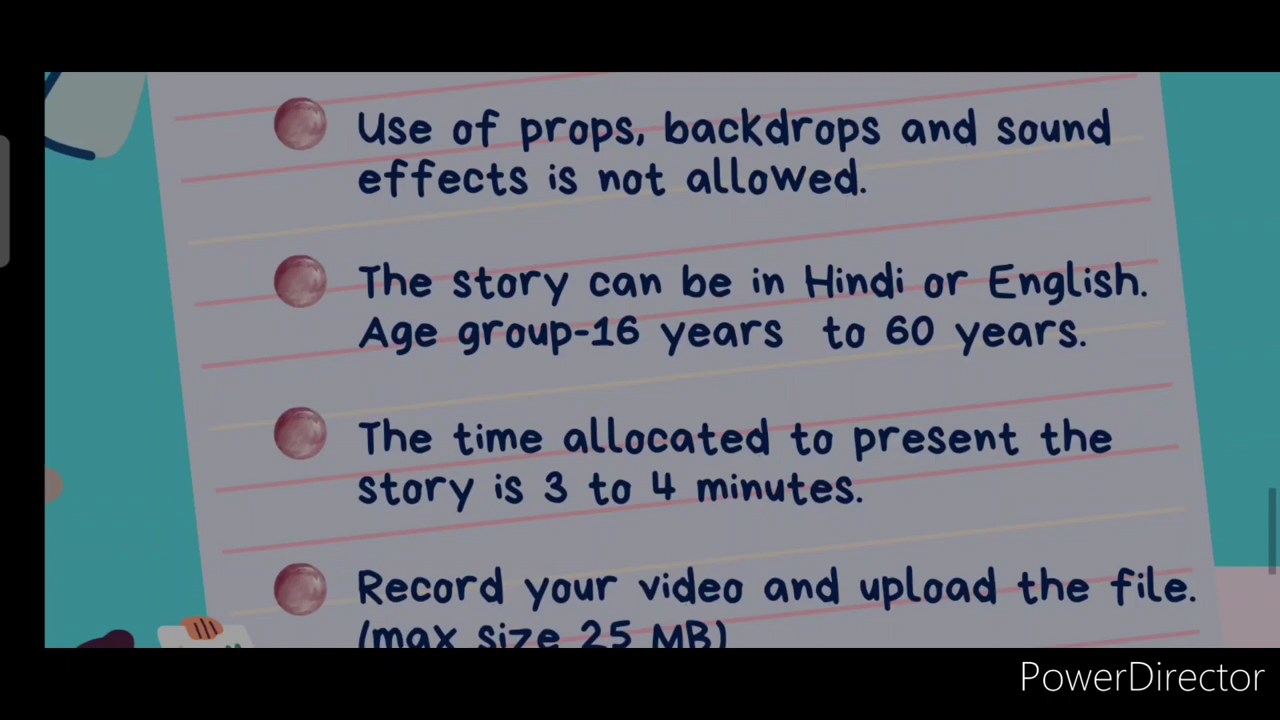 Use of props, backdrops and sound
effects is not allowed.
The story can be in Hindi or English.
Age group-16 years to 60 years.
The time allocated to present the
story is 3 to 4 minutes.
Record your video and upload the file.
(max size 25 MB)
PowerDirector